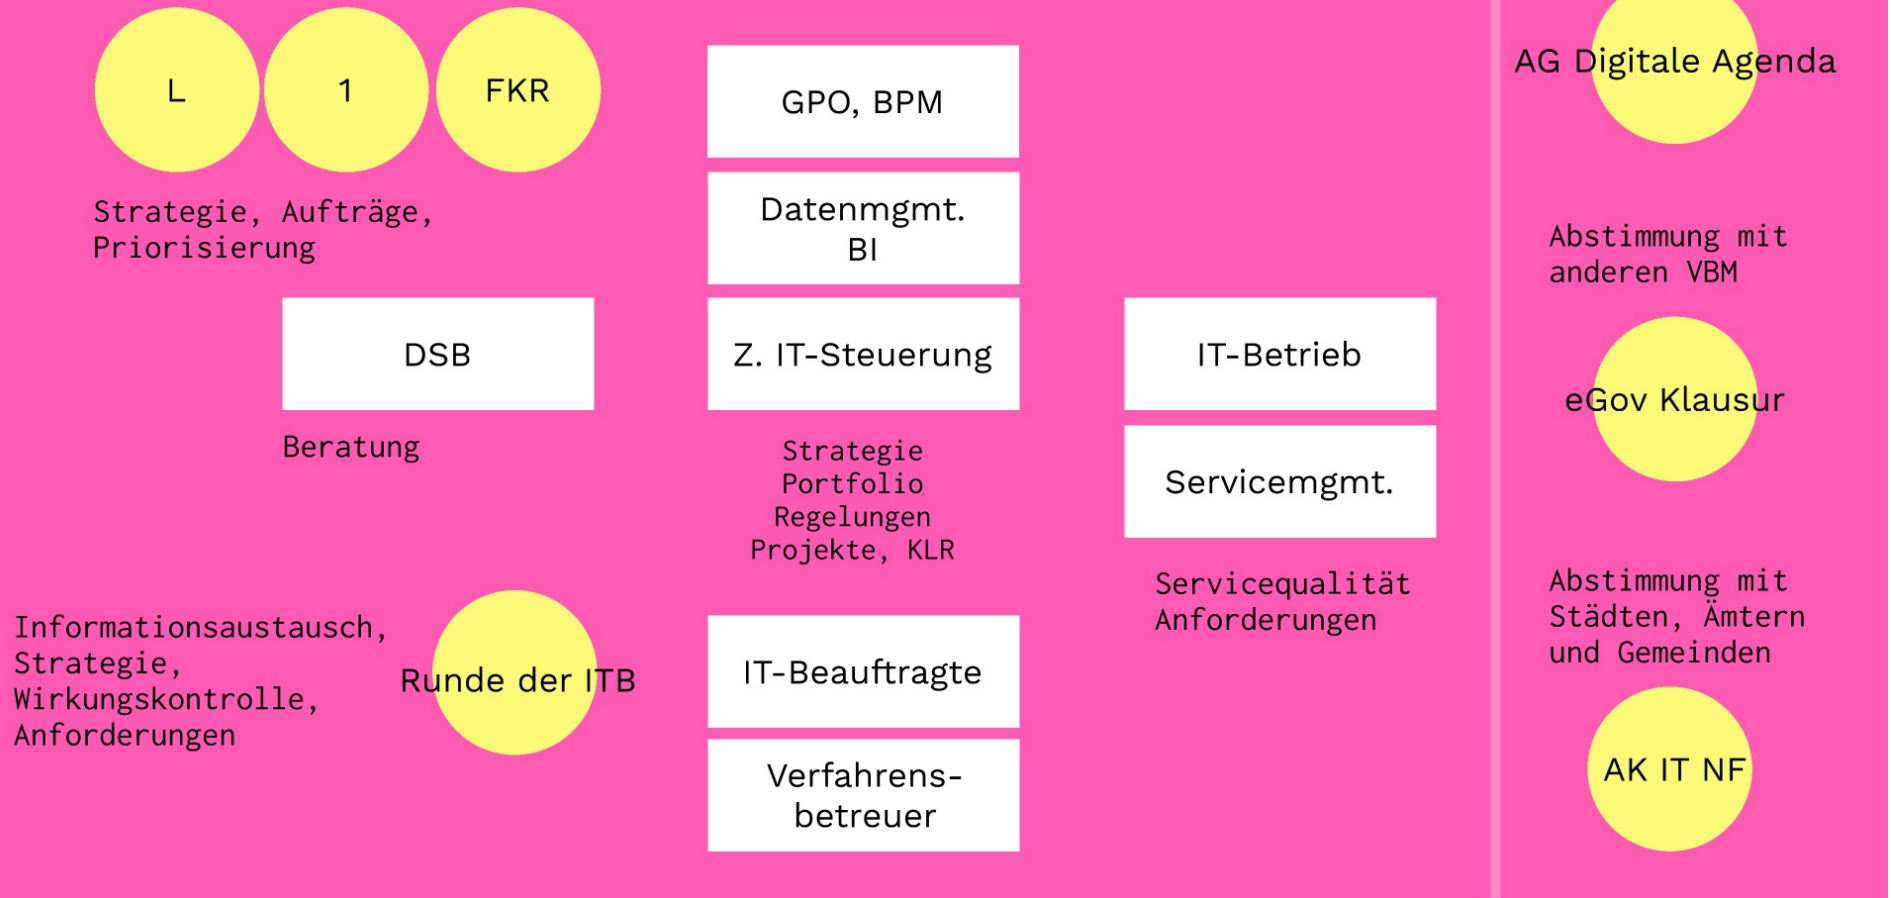 L
1
FKR
Strategie, Aufträge,
Priorisierung
GPO, BPM
Datenmgmt.
BI
DSB
Z. IT-Steuerung
IT-Betrieb
Beratung
Strategie
Portfolio
Regelungen
Projekte, KLR
Servicemgmt.
Servicequalität
Anforderungen
Informationsaustausch,
Strategie,
Wirkungskontrolle,
Anforderungen
Runde der ITB
IT-Beauftragte
Verfahrens-
betreuer
AG Digitale Agenda
Abstimmung mit
anderen VBM
eGov Klausur
Abstimmung mit
Städten, Ämtern
und Gemeinden
AK IT NF